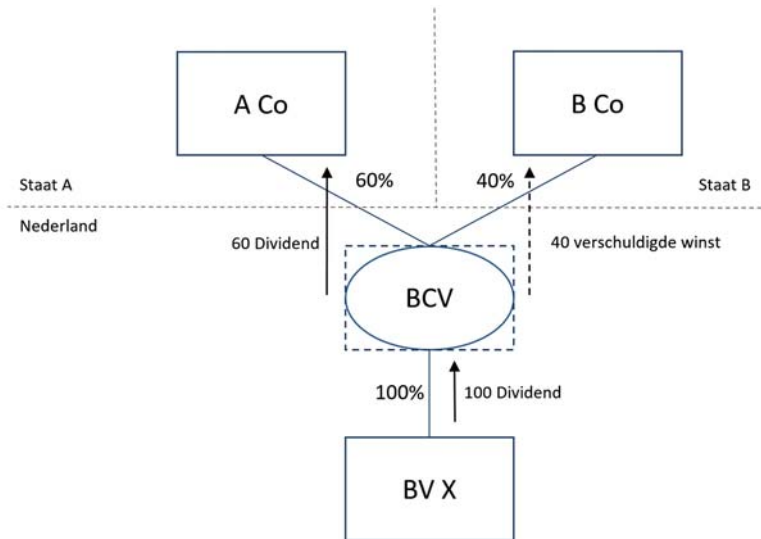 A Co
B Co
60%
40%
Staat A
Staat B
Nederland
60 Dividend
40 verschuldigde winst
BCV
100%
100 Dividend
BV X